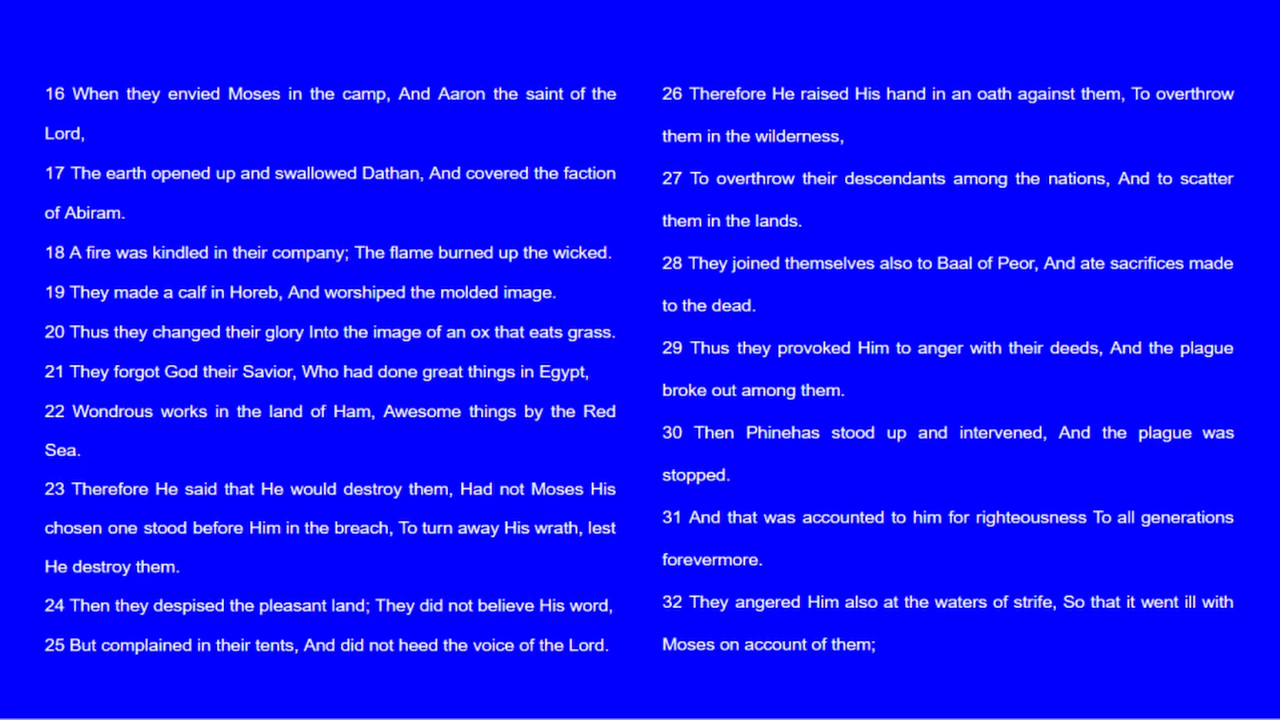 16 When they envied Moses in the camp, And Aaron the saint of the
Lord,
17 The earth opened up and swallowed Dathan, And covered the faction
of Abiram.
18 A fire was kindled in their company; The flame burned up the wicked.
19 They made a calf in Horeb, And worshiped the molded image.
20 Thus they changed their glory Into the image of an ox that eats grass.
21 They forgot God their Savior, Who had done great things in Egypt,
22 Wondrous works in the land of Ham, Awesome things by the Red
Sea.
23 Therefore He said that He would destroy them, Had not Moses His
chosen one stood before Him in the breach, To turn away His wrath, lest
He destroy them.
24 Then they despised the pleasant land; They did not believe His word,
25 But complained in their tents, And did not heed the voice of the Lord.
26 Therefore He raised His hand in an oath against them, To overthrow
them in the wilderness,
27 To overthrow their descendants among the nations, And to scatter
them in the lands.
28 They joined themselves also to Baal of Peor, And ate sacrifices made
to the dead.
29 Thus they provoked Him to anger with their deeds, And the plague
broke out among them.
30 Then Phinehas stood up and intervened, And the plague was
stopped.
31 And that was accounted to him for righteousness To all generations
forevermore.
32 They angered Him also at the waters of strife, So that it went ill with
Moses on account of them;